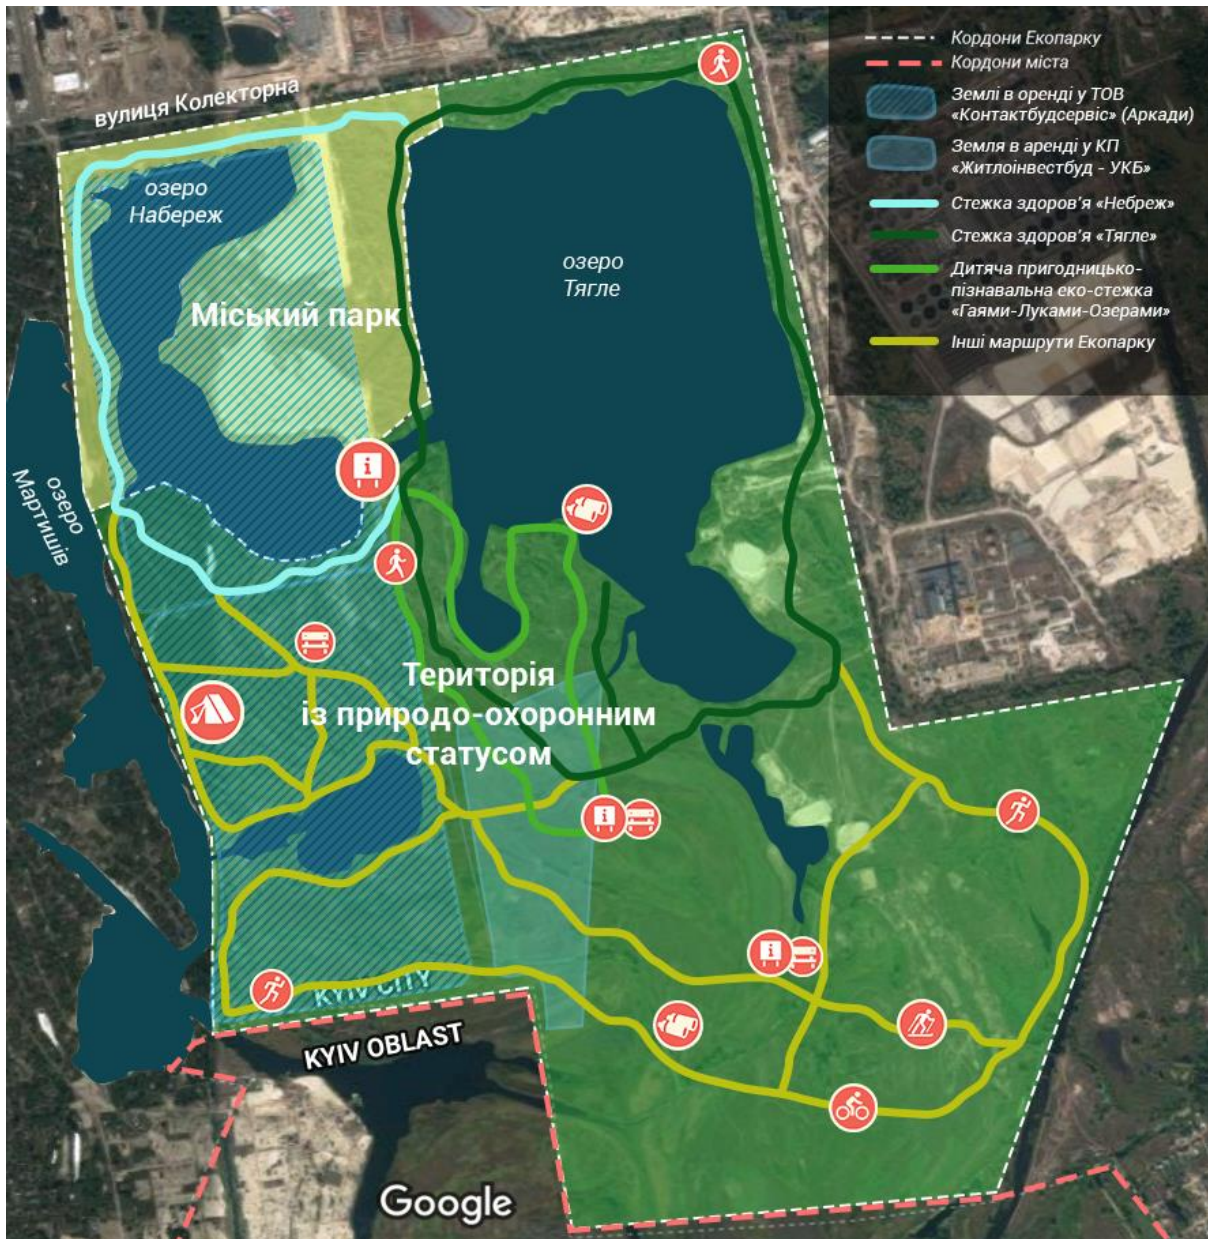 Кордони Екопарку
Кордони міста
Землі в оренді у ТОВ
«Контактбудсервіс» (Аркади)
Земля в аренді у КП
«Житлоінвестбуд - УКБ»
Стежка здоров'я «Небреж»
Стежка здоров'я «Тягле»
Дитяча пригодницько-
пізнавальна еко-стежка
«Гаями-Луками-Озерами»
Інші маршрути Екопарку
вулиця Колекторна
озеро
Набереж
озеро
Тягле
Міський парк
озеро
Мартишів
Територія
із природо-охоронним
статусом
KYIV CITY
KYIV OBLAST
Google